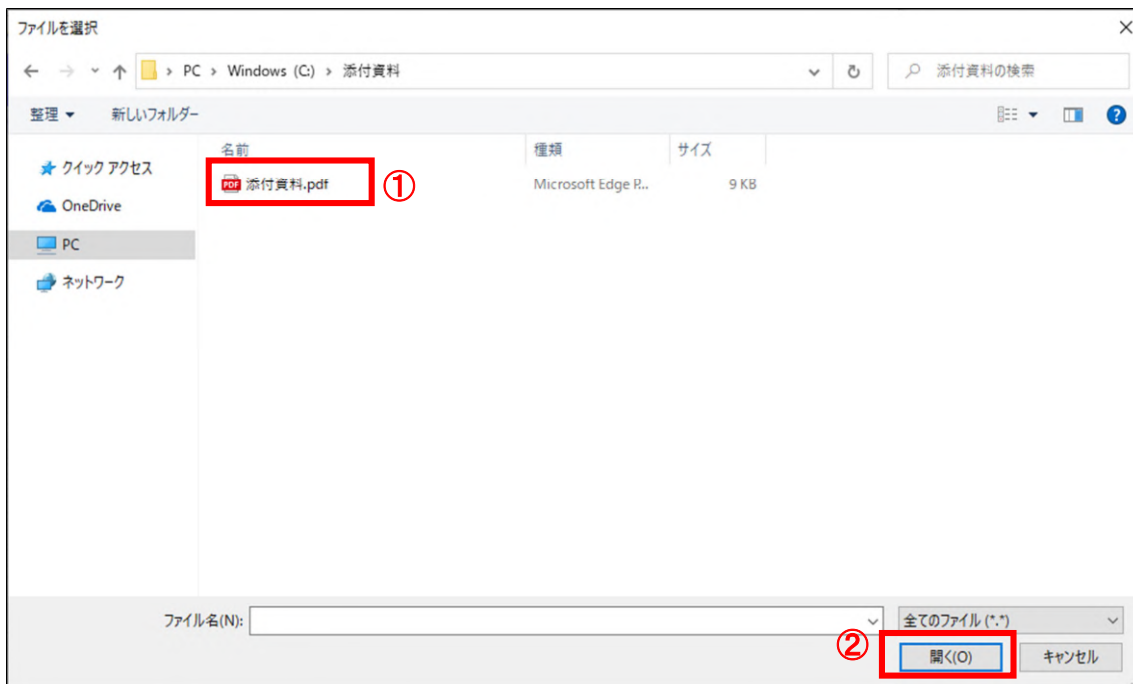 ファイルを選択
PC › Windows (C:) › 添付資料
添付資料の検索
整理 新しいフォルダー
名前 種類 サイズ
クイック アクセス
添付資料.pdf ① Microsoft Edge P... 9 KB
OneDrive
PC
ネットワーク
ファイル名(N): 全てのファイル (*.*)
② 開く(O) キャンセル